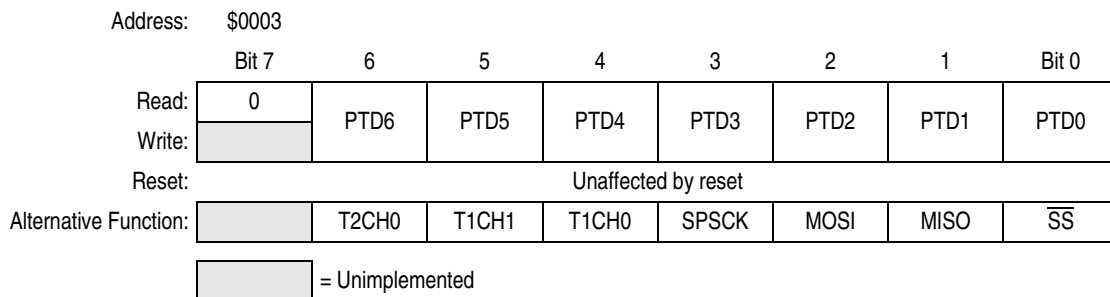 Address: $0003
Bit 7 6 5 4 3 2 1 Bit 0
Read: 0 PTD6 PTD5 PTD4 PTD3 PTD2 PTD1 PTD0
Write:
Reset: Unaffected by reset
Alternative Function: T2CH0 T1CH1 T1CH0 SPSCK MOSI MISO S̅S̅
= Unimplemented